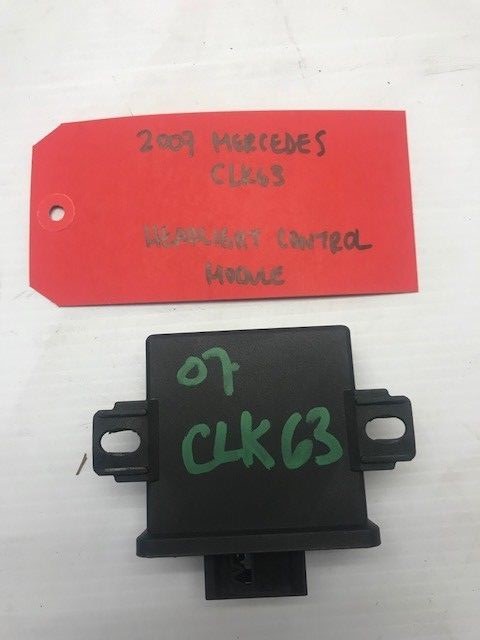 2009 MERCEDES
CLK63
HEADLIGHT CONTROL
MODULE
07
CLK63